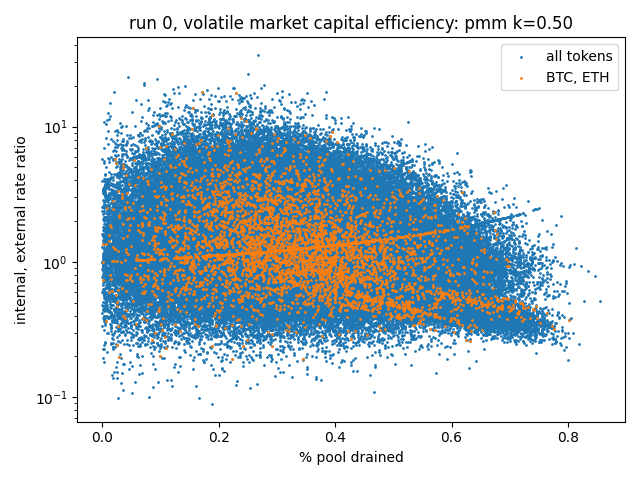 run 0, volatile market capital efficiency: pmm k=0.50
all tokens
BTC, ETH
internal, external rate ratio
10¹
10⁰
10⁻¹
0.0 0.2 0.4 0.6 0.8
% pool drained